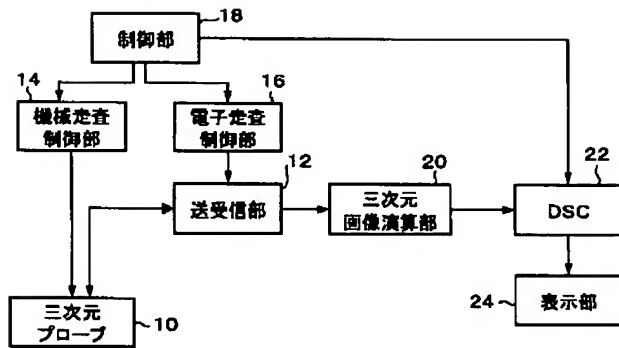 18
制御部
14
機械走査
制御部
16
電子走査
制御部
12
送受信部
20
三次元
画像演算部
22
DSC
三次元
プローブ
10
24
表示部